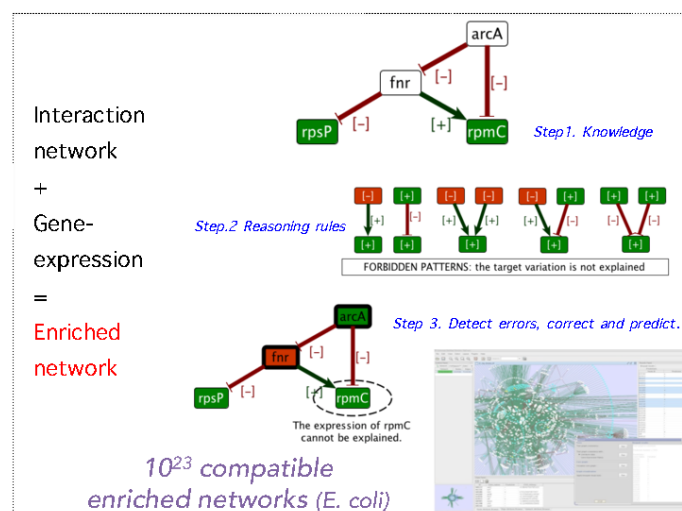 Interaction
network
+
Gene-
expression
=
Enriched
network
arcA
[−]
fnr
[−]
rpsP
[−]
[+]
rpmC
Step1. Knowledge
Step.2 Reasoning rules
[−] [+] [−] [−] [−] [+] [+] [+]
[+] [−] [+] [+] [+] [−] [−] [−]
[+] [+] [+] [+] [+]
FORBIDDEN PATTERNS: the target variation is not explained
arcA
Step 3. Detect errors, correct and predict.
fnr
[−]
[−]
rpsP
[−]
[+]
rpmC
The expression of rpmC
cannot be explained.
10²³ compatible
enriched networks (E. coli)